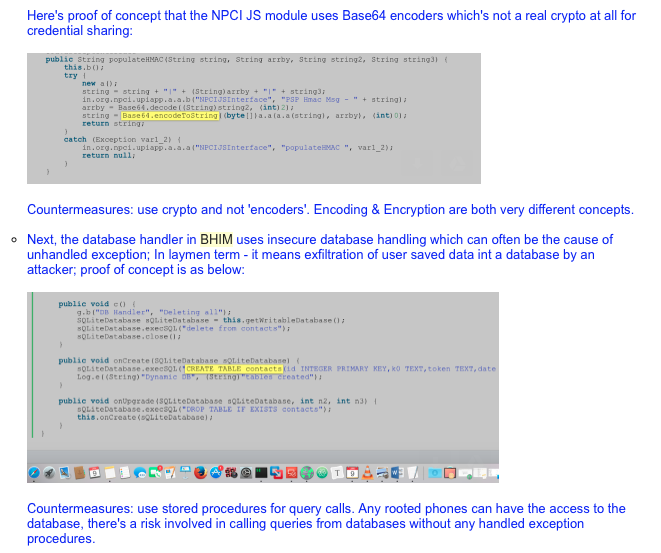 Here's proof of concept that the NPCI JS module uses Base64 encoders which's not a real crypto at all for
credential sharing:
public String populateHMAC(String string, String arrby, String string2, String string3) {
this.b();
try {
new a();
string = string + "|" + (String)arrby + "|" + string3;
in.org.npci.upiapp.a.a.b("NPCIJSInterface", "PSP Hmac Msg - " + string);
arrby = Base64.decode((String)string2, (int)2);
string = Base64.encodeToString((byte[])a.a(a.a(string), arrby), (int)0);
return string;
}
catch (Exception var1_2) {
in.org.npci.upiapp.a.a.a("NPCIJSInterface", "populateHMAC ", var1_2);
return null;
}
}
Countermeasures: use crypto and not 'encoders'. Encoding & Encryption are both very different concepts.
Next, the database handler in BHIM uses insecure database handling which can often be the cause of
unhandled exception; In laymen term - it means exfiltration of user saved data int a database by an
attacker; proof of concept is as below:
public void c() {
g.b("DB Handler", "Deleting all");
SQLiteDatabase sQLiteDatabase = this.getWritableDatabase();
sQLiteDatabase.execSQL("delete from contacts");
sQLiteDatabase.close();
}
public void onCreate(SQLiteDatabase sQLiteDatabase) {
sQLiteDatabase.execSQL("CREATE TABLE contacts(id INTEGER PRIMARY KEY,k0 TEXT,token TEXT,date
Log.e((String)"Dynamic DB", (String)"tables created");
}
public void onUpgrade(SQLiteDatabase sQLiteDatabase, int n2, int n3) {
sQLiteDatabase.execSQL("DROP TABLE IF EXISTS contacts");
this.onCreate(sQLiteDatabase);
}
}
Countermeasures: use stored procedures for query calls. Any rooted phones can have the access to the
database, there's a risk involved in calling queries from databases without any handled exception
procedures.